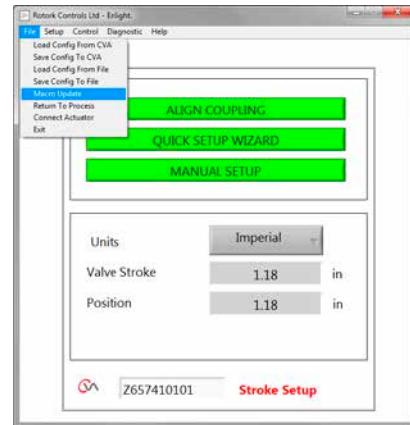 Rotork Controls Ltd - Enlight.
File Setup Control Diagnostic Help
Load Config From CVA
Save Config To CVA
Load Config From File
Save Config To File
Macro Update
Return To Process
Connect Actuator
Exit
ALIGN COUPLING
QUICK SETUP WIZARD
MANUAL SETUP
Units Imperial
Valve Stroke 1.18 in
Position 1.18 in
Z657410101 Stroke Setup